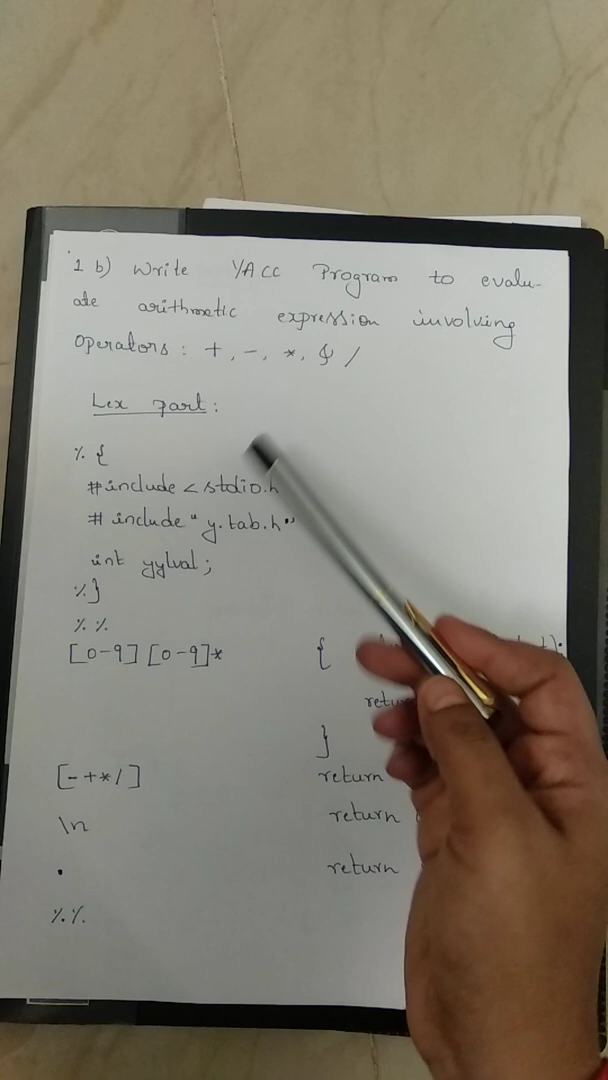 1 b) Write YACC Program to evalu-
ate arithmetic expression involving
operators: +, -, *, & /
Lex part:
%{
#include <stdio.h
# include "y.tab.h"
int yylval;
%}
%%
[0-9][0-9]* {
}
[-+*/] return
\n return
. return
%%